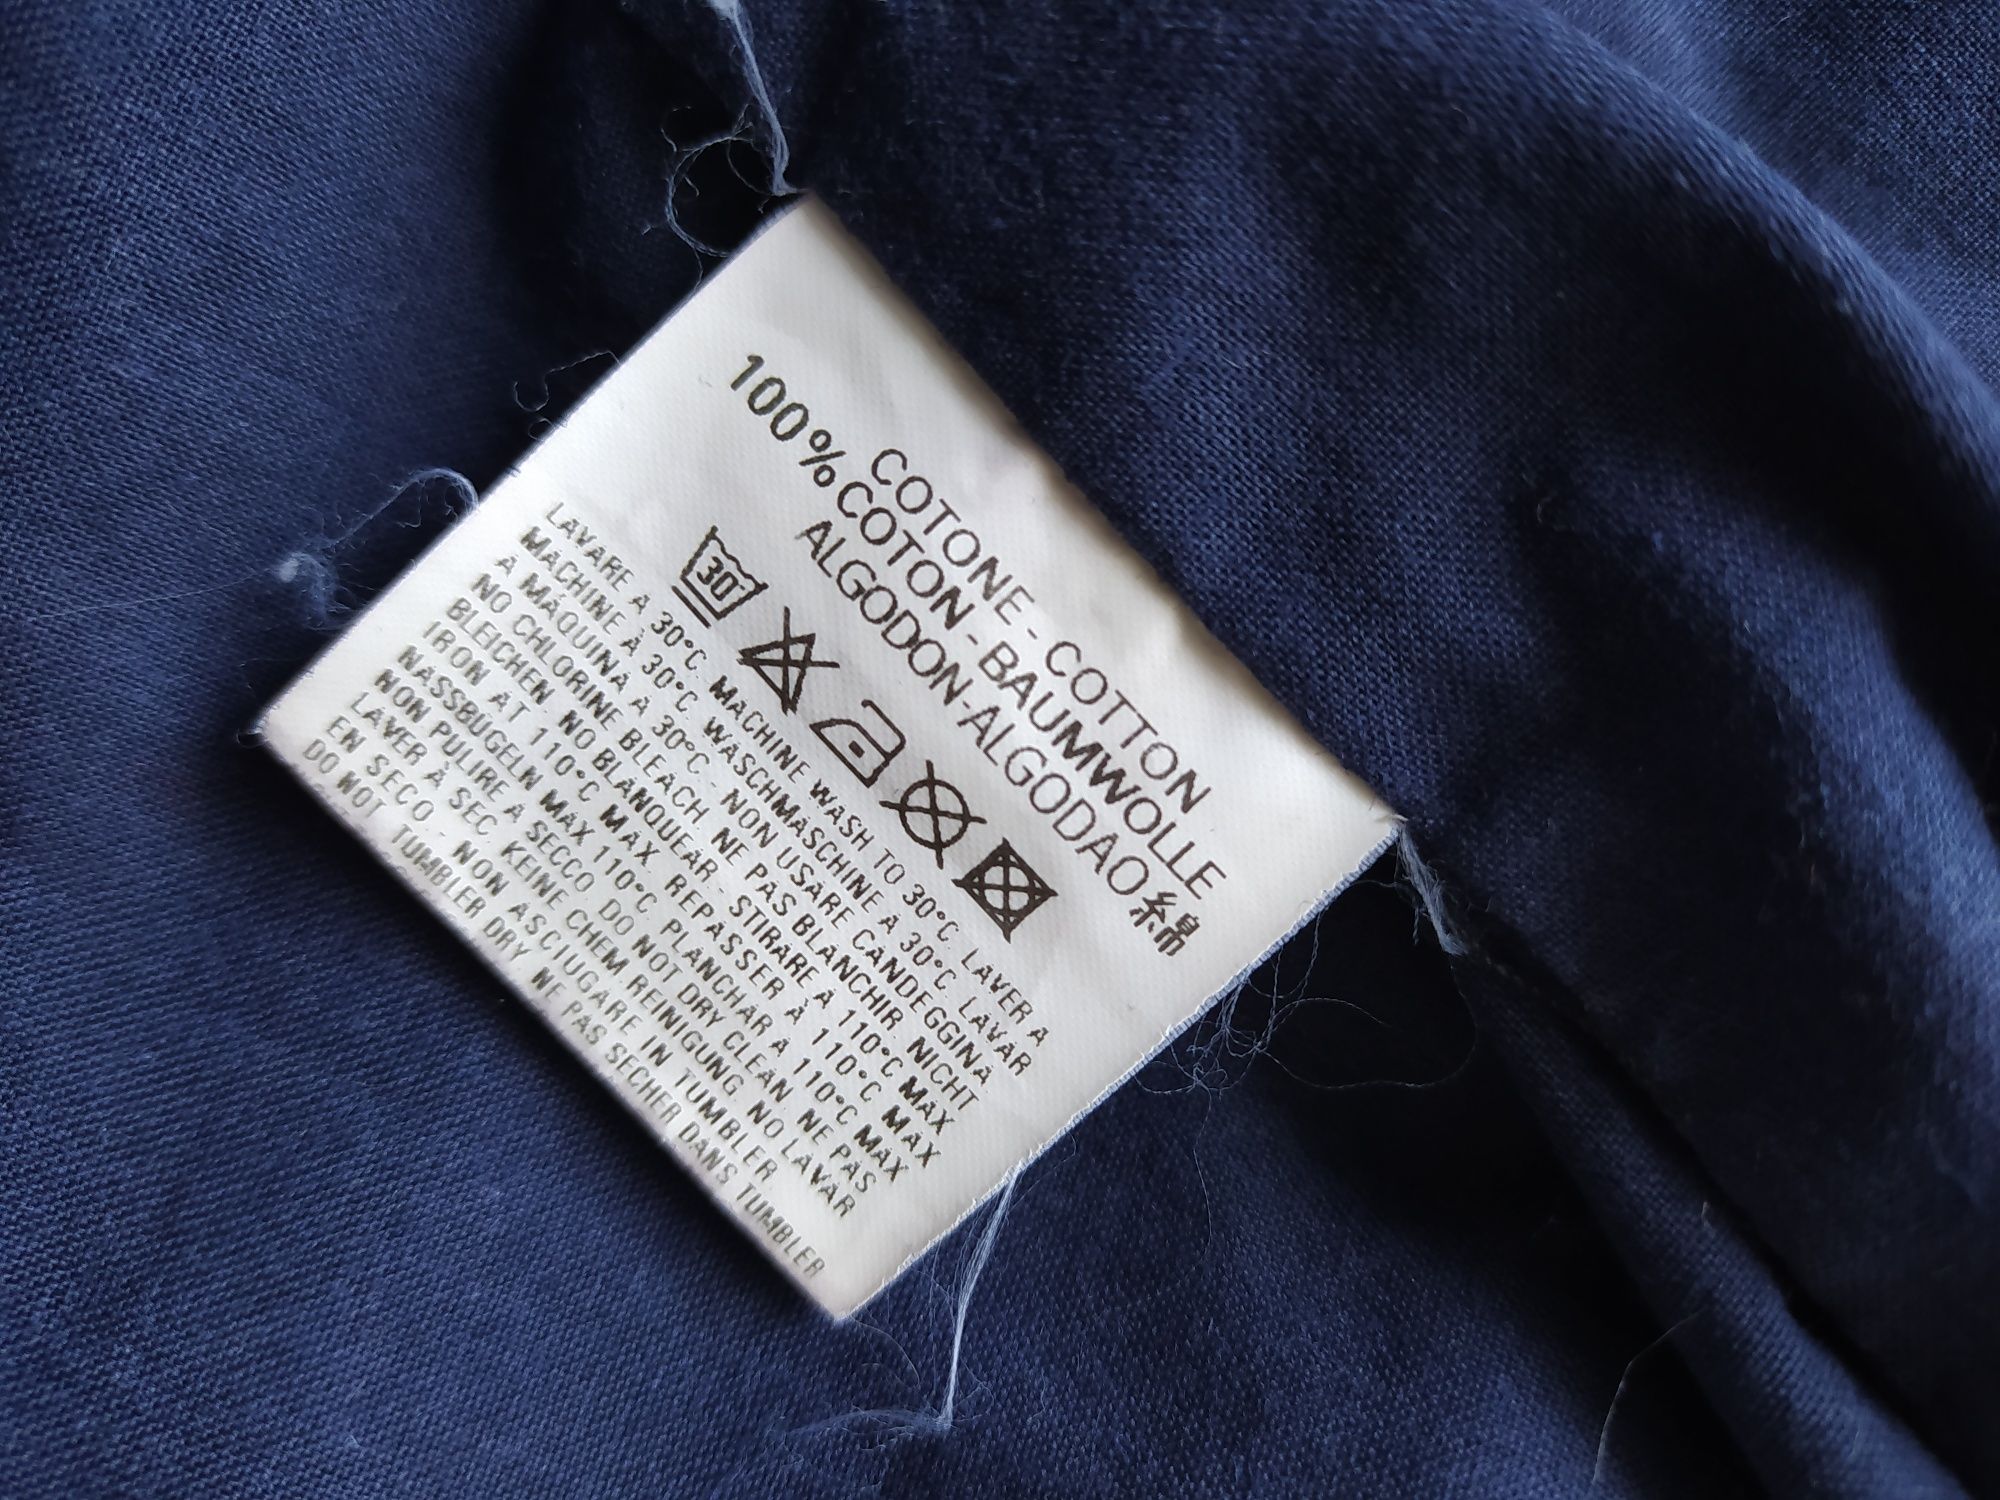 COTONE - COTTON
100% COTON - BAUMWOLLE
ALGODON-ALGODAO 綿
30
LAVARE A 30°C. MACHINE WASH TO 30°C. LAVER A
MACHINE À 30°C. WASCHMASCHINE A 30°C. LAVAR
A MÁQUINA A 30°C. - NON USARE CANDEGGINA
NO CHLORINE BLEACH. NE PAS BLANCHIR. NICHT
BLEICHEN. NO BLANQUEAR. - STIRARE A 110°C MAX
IRON AT 110°C MAX. REPASSER À 110°C MAX
NASSBUGELN MAX 110°C. PLANCHAR A 110°C MAX
NON PULIRE A SECCO. DO NOT DRY CLEAN. NE PAS
LAVER À SEC. KEINE CHEM REINIGUNG. NO LAVAR
EN SECO. - NON ASCIUGARE IN TUMBLER
DO NOT TUMBLER DRY. NE PAS SECHER DANS TUMBLER